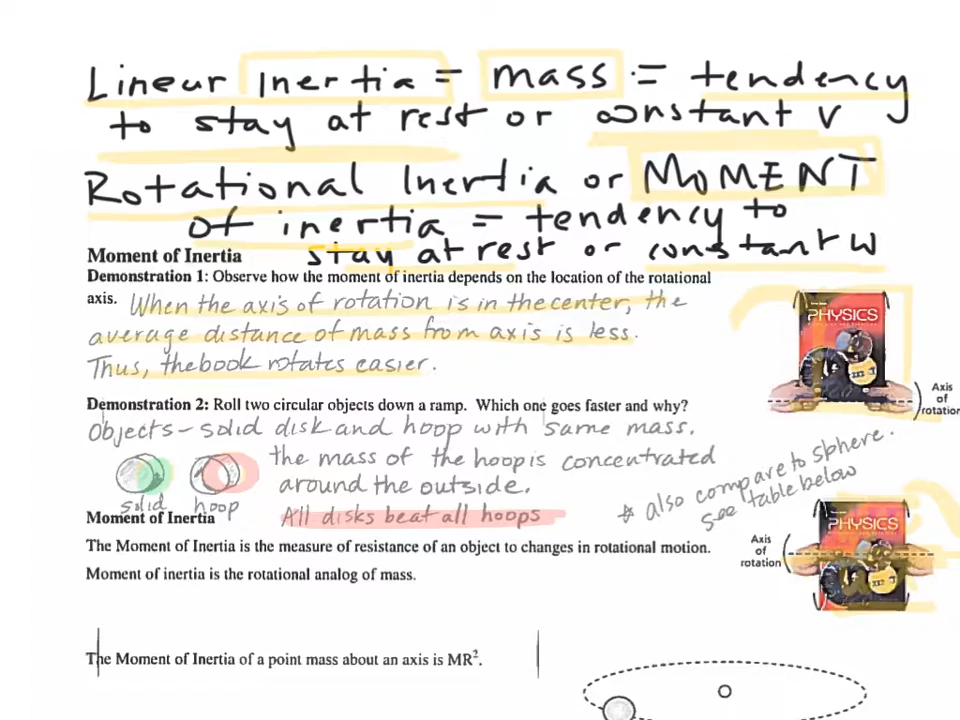 Linear Inertia = mass = tendency
to stay at rest or constant v
Rotational Inertia or MOMENT
of inertia = tendency to
stay at rest or constant w
Moment of Inertia
Demonstration 1: Observe how the moment of inertia depends on the location of the rotational
axis. When the axis of rotation is in the center, the
average distance of mass from axis is less.
Thus, the book rotates easier.
PHYSICS
Axis
of
rotation
Demonstration 2: Roll two circular objects down a ramp. Which one goes faster and why?
Objects - solid disk and hoop with same mass.
the mass of the hoop is concentrated
around the outside.
solid hoop
All disks beat all hoops
* also compare to sphere.
see table below
Moment of Inertia
The Moment of Inertia is the measure of resistance of an object to changes in rotational motion.
Moment of inertia is the rotational analog of mass.
PHYSICS
Axis
of
rotation
The Moment of Inertia of a point mass about an axis is MR².